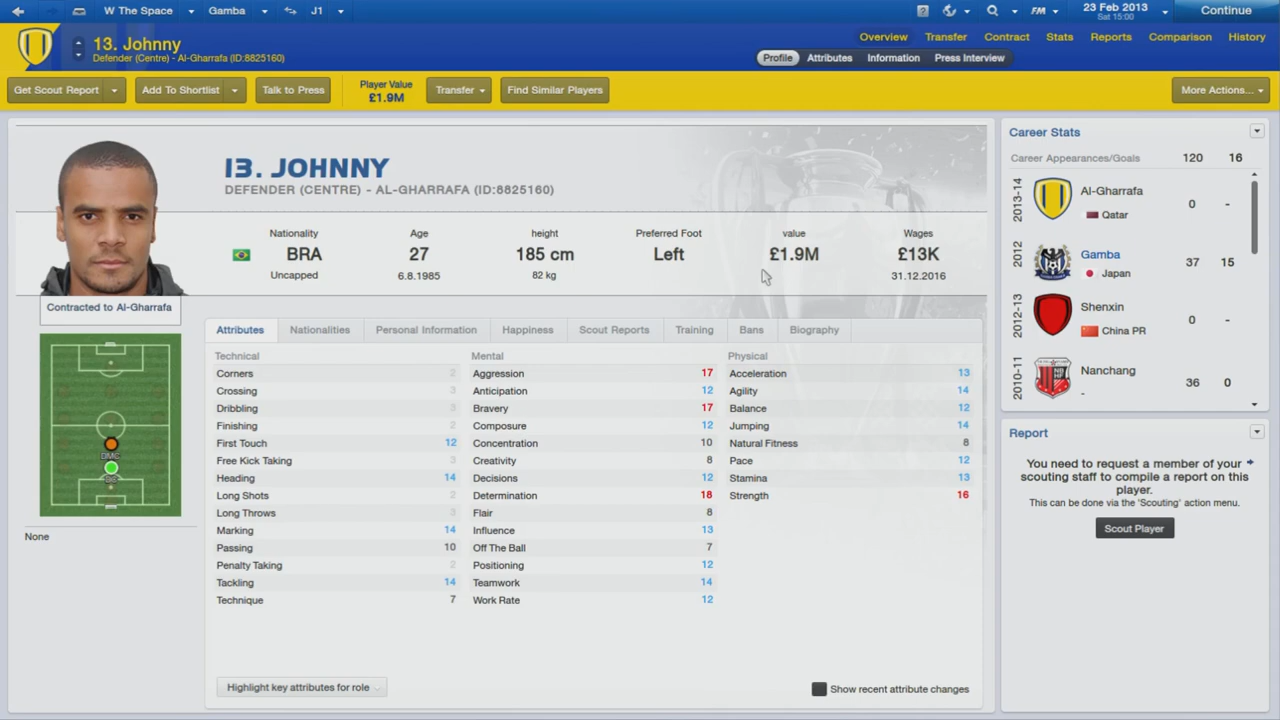 W The Space Gamba J1 FM 23 Feb 2013 Continue
Sat 15:00
13. Johnny
Defender (Centre) - Al-Gharrafa (ID:8825160)
Overview Transfer Contract Stats Reports Comparison History
Profile Attributes Information Press Interview
Get Scout Report Add To Shortlist Talk to Press Player Value Transfer Find Similar Players More Actions...
£1.9M
13. JOHNNY
DEFENDER (CENTRE) - AL-GHARRAFA (ID:8825160)
Nationality Age height Preferred Foot value Wages
BRA 27 185 cm Left £1.9M £13K
Uncapped 6.8.1985 82 kg 31.12.2016
Contracted to Al-Gharrafa
DMC
None
Attributes Nationalities Personal Information Happiness Scout Reports Training Bans Biography
Technical Mental Physical
Corners 2 Aggression 17 Acceleration 13
Crossing 3 Anticipation 12 Agility 14
Dribbling 3 Bravery 17 Balance 12
Finishing 2 Composure 12 Jumping 14
First Touch 12 Concentration 10 Natural Fitness 8
Free Kick Taking 3 Creativity 8 Pace 12
Heading 14 Decisions 12 Stamina 13
Long Shots 2 Determination 18 Strength 16
Long Throws 3 Flair 8
Marking 14 Influence 13
Passing 10 Off The Ball 7
Penalty Taking 2 Positioning 12
Tackling 14 Teamwork 14
Technique 7 Work Rate 12
Highlight key attributes for role
Show recent attribute changes
Career Stats
Career Appearances/Goals 120 16
2013-14 Al-Gharrafa 0 -
Qatar
2012 Gamba 37 15
Japan
2012-13 Shenxin 0 -
China PR
2010-11 Nanchang 36 0
-
Report
You need to request a member of your
scouting staff to compile a report on this
player.
This can be done via the 'Scouting' action menu.
Scout Player